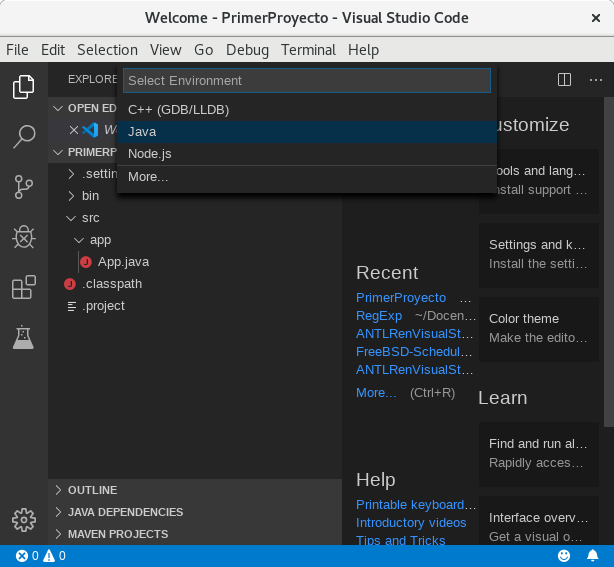 Welcome - PrimerProyecto - Visual Studio Code
File Edit Selection View Go Debug Terminal Help
EXPLORE
Select Environment
C++ (GDB/LLDB)
Java
Node.js
More...
OPEN ED
PRIMERP
.settin
bin
src
app
App.java
.classpath
.project
OUTLINE
JAVA DEPENDENCIES
MAVEN PROJECTS
Recent
PrimerProyecto ...
RegExp ~/Docen...
ANTLRenVisualSt...
FreeBSD-Schedul...
ANTLRenVisualSt...
More... (Ctrl+R)
Help
Printable keyboard...
Introductory videos
Tips and Tricks
ustomize
ools and lang...
nstall support ...
Settings and k...
Install the setti...
Color theme
Make the edito...
Learn
Find and run al...
Rapidly acces...
Interface overv...
Get a visual o...
0 0